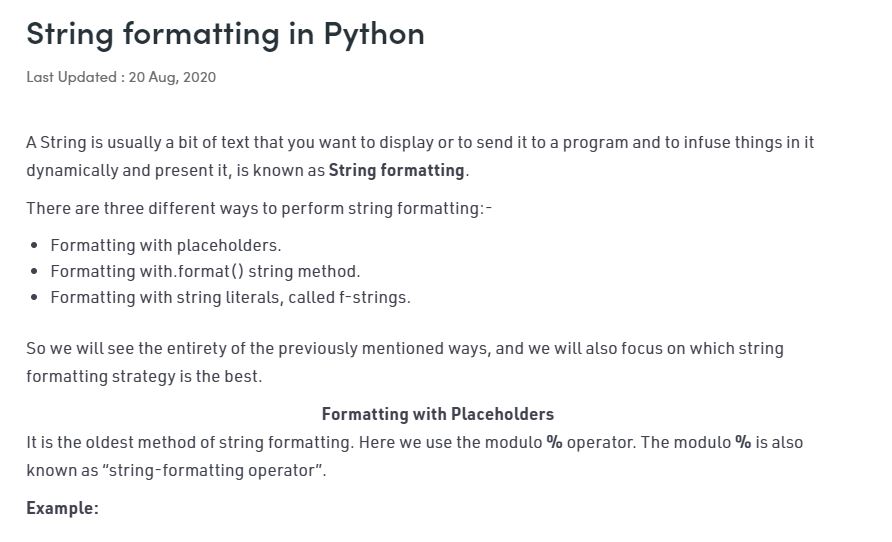 String formatting in Python
Last Updated : 20 Aug, 2020
A String is usually a bit of text that you want to display or to send it to a program and to infuse things in it
dynamically and present it, is known as String formatting.
There are three different ways to perform string formatting:-
• Formatting with placeholders.
• Formatting with.format() string method.
• Formatting with string literals, called f-strings.
So we will see the entirety of the previously mentioned ways, and we will also focus on which string
formatting strategy is the best.
Formatting with Placeholders
It is the oldest method of string formatting. Here we use the modulo % operator. The modulo % is also
known as “string-formatting operator”.
Example: